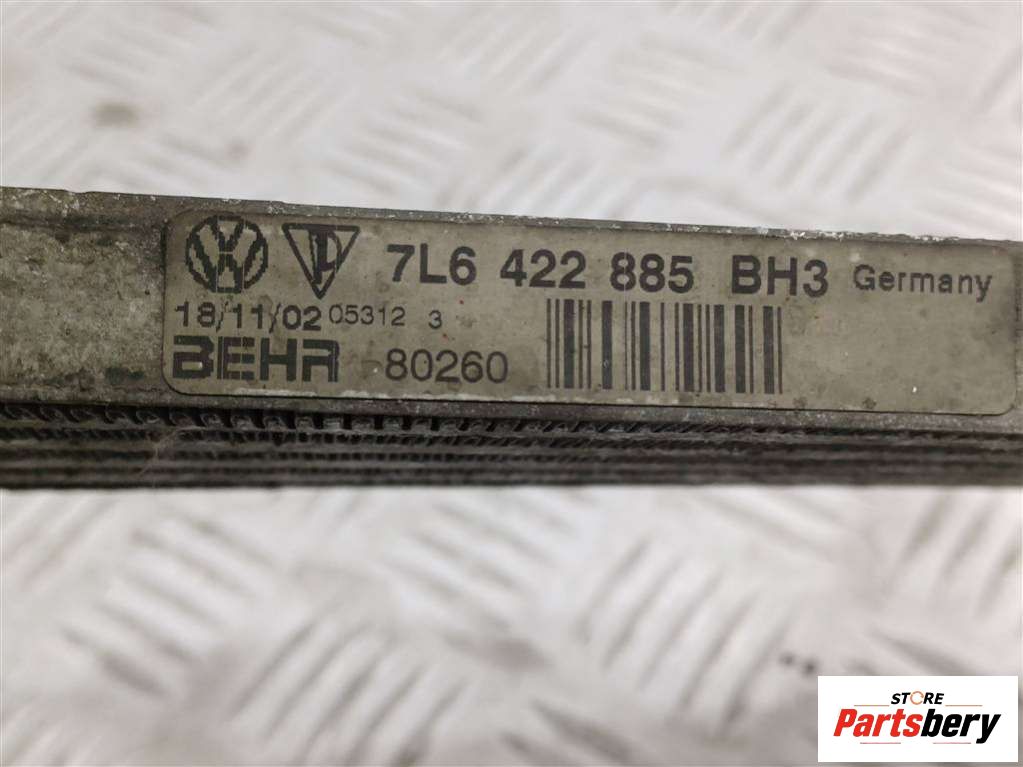 7L6 422 885 BH3 Germany
18/11/02 05312 3
BEHR 80260
STORE
Partsbery